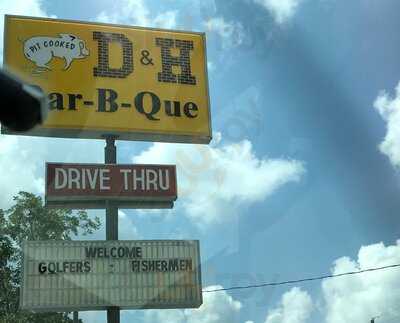 PIT COOKED
D & H
ar-B-Que
DRIVE THRU
WELCOME
GOLFERS : FISHERMEN